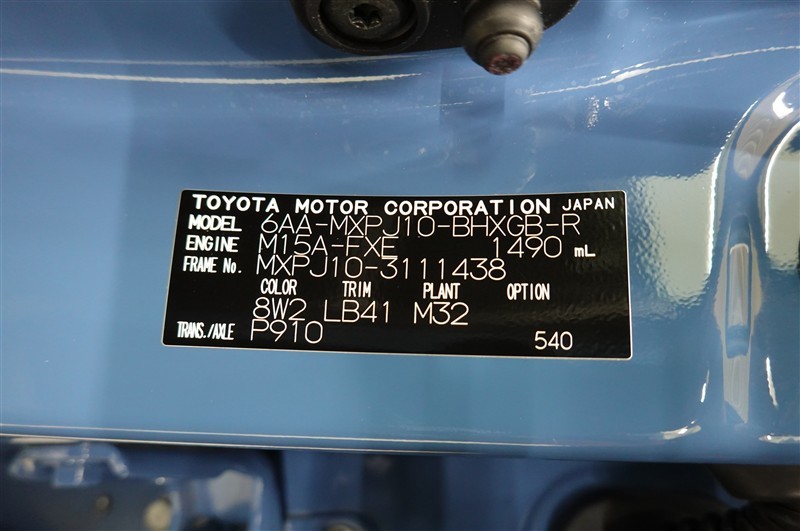 TOYOTA MOTOR CORPORATION JAPAN
MODEL 6AA-MXPJ10-BHXGB-R
ENGINE M15A-FXE 1490 mL
FRAME No. MXPJ10-3111438
COLOR TRIM PLANT OPTION
8W2 LB41 M32
TRANS./AXLE P910 540